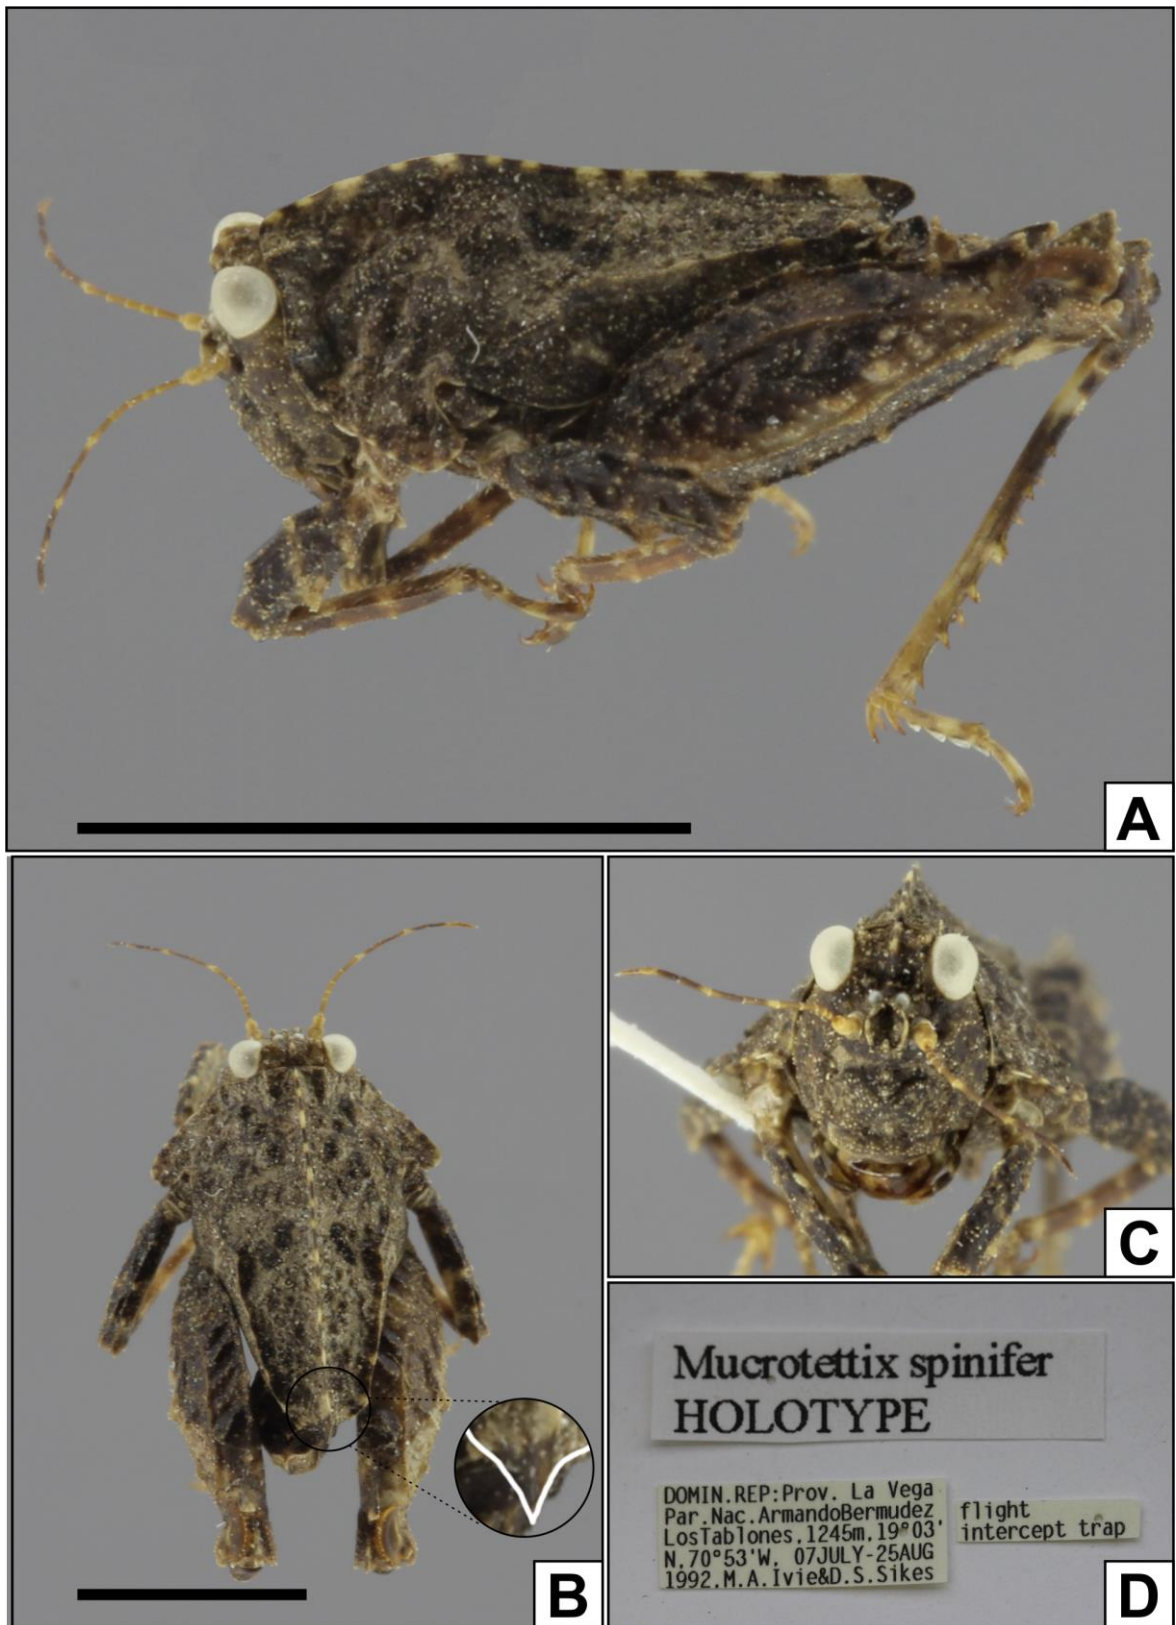 A
B
C
Mucrotettix spinifer
HOLOTYPE
DOMIN.REP:Prov. La Vega
Par.Nac.ArmandoBermudez
LosTablones,1245m.19°03'
N.70°53'W, 07JULY-25AUG
1992.M.A.Ivie&D.S.Sikes
flight
intercept trap
D